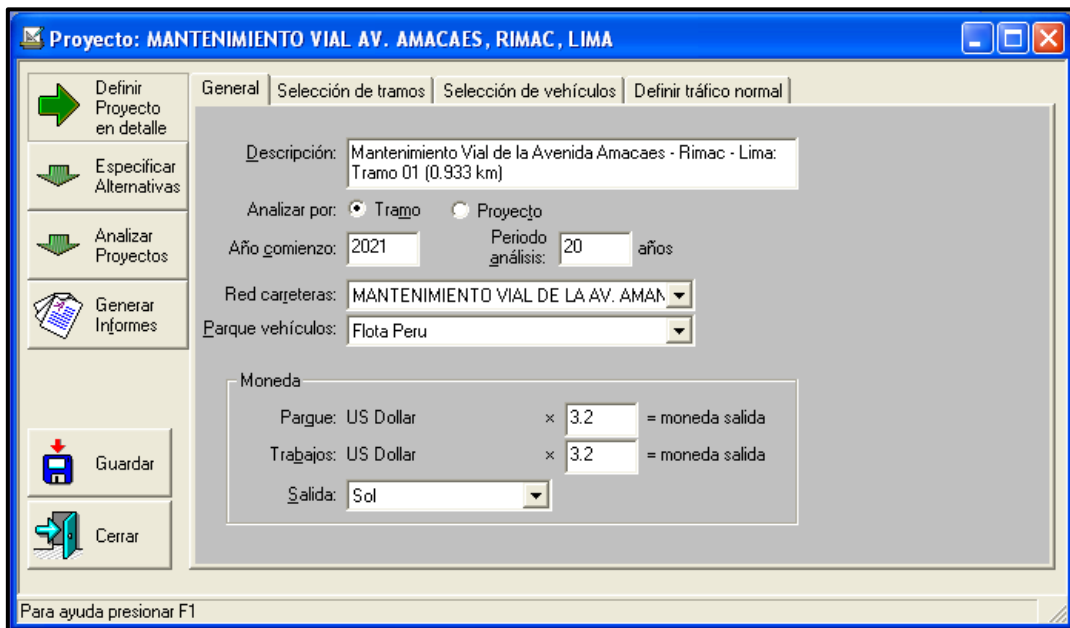 Proyecto: MANTENIMIENTO VIAL AV. AMACAES, RIMAC, LIMA
Definir
Proyecto
en detalle
Especificar
Alternativas
Analizar
Proyectos
Generar
Informes
Guardar
Cerrar
General Selección de tramos Selección de vehículos Definir tráfico normal
Descripción: Mantenimiento Vial de la Avenida Amacaes - Rimac - Lima:
Tramo 01 (0.933 km)
Analizar por: Tramo Proyecto
Año comienzo: 2021 Periodo análisis: 20 años
Red carreteras: MANTENIMIENTO VIAL DE LA AV. AMAN
Parque vehículos: Flota Peru
Moneda
Parque: US Dollar × 3.2 = moneda salida
Trabajos: US Dollar × 3.2 = moneda salida
Salida: Sol
Para ayuda presionar F1